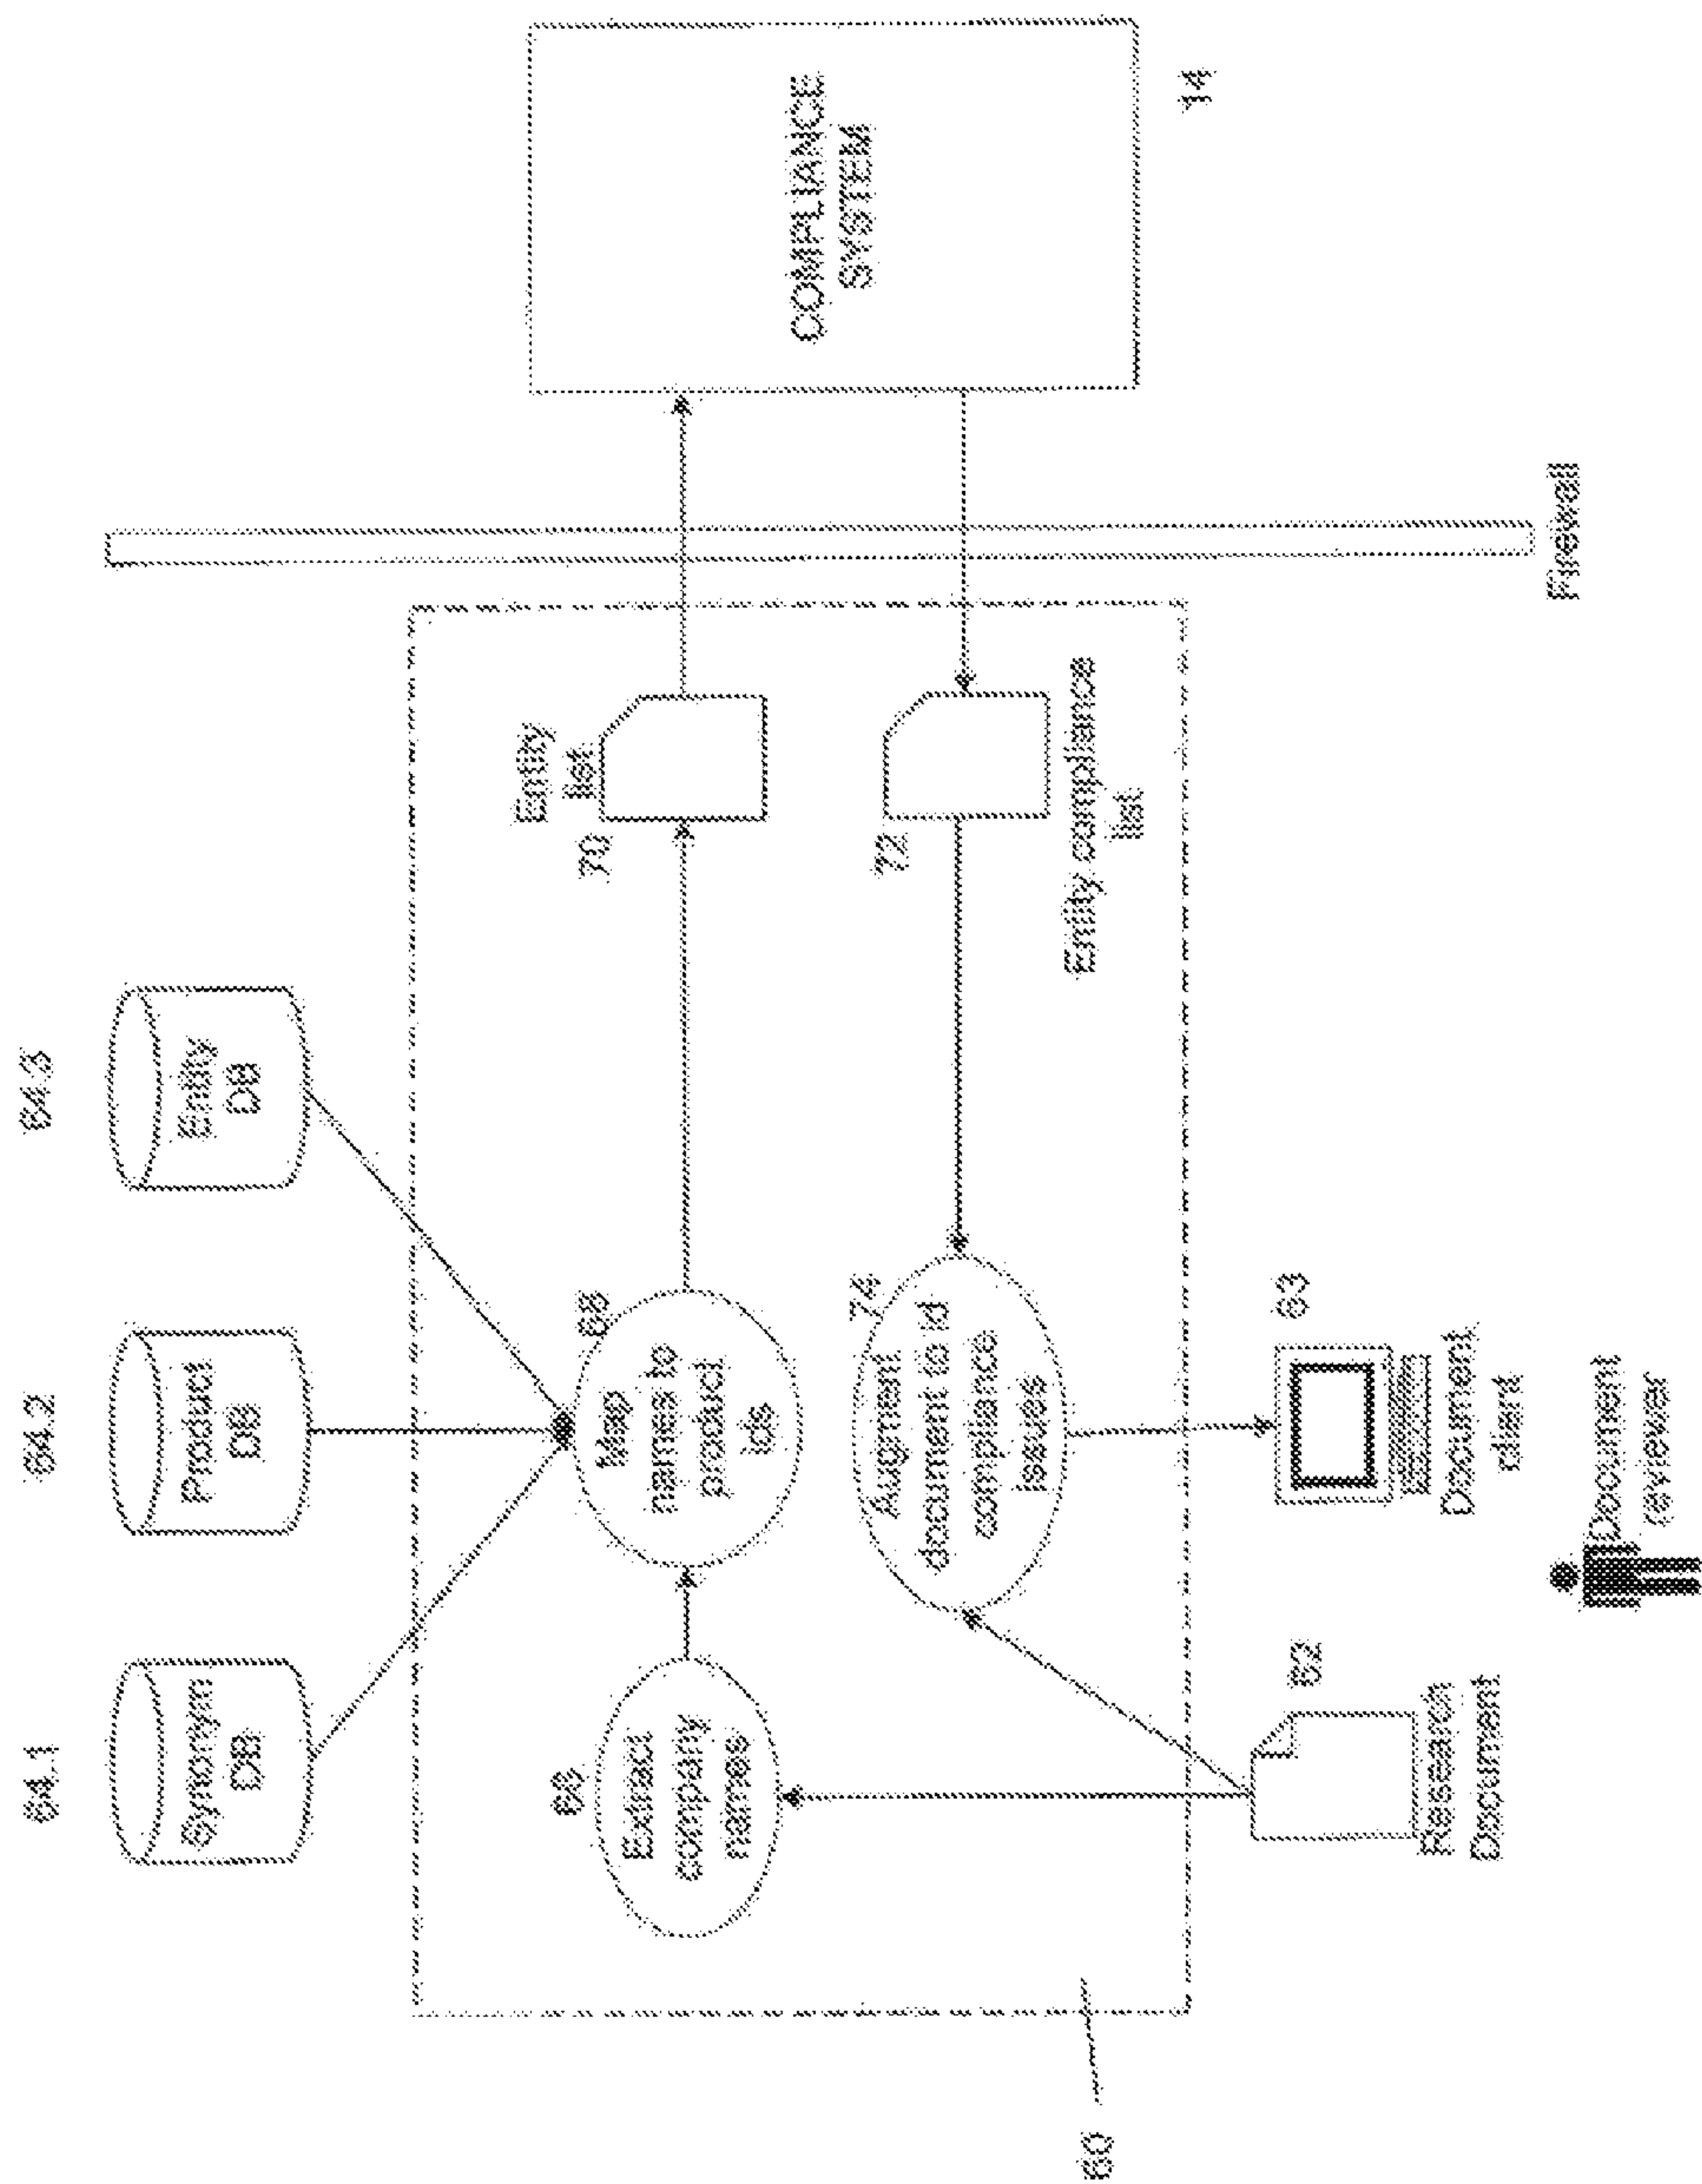 64.1
64.2
64.3
Synonym
DB
Product
DB
Entity
DB
66
Extract
company
names
68
Map
names to
product
ids
70
Entity
list
COMPLIANCE
SYSTEM
14
74
Augment
document to id
compliance
issues
72
Entity compliance
list
Firewall
60
62
Research
Document
63
Document
client
Document
reviewer